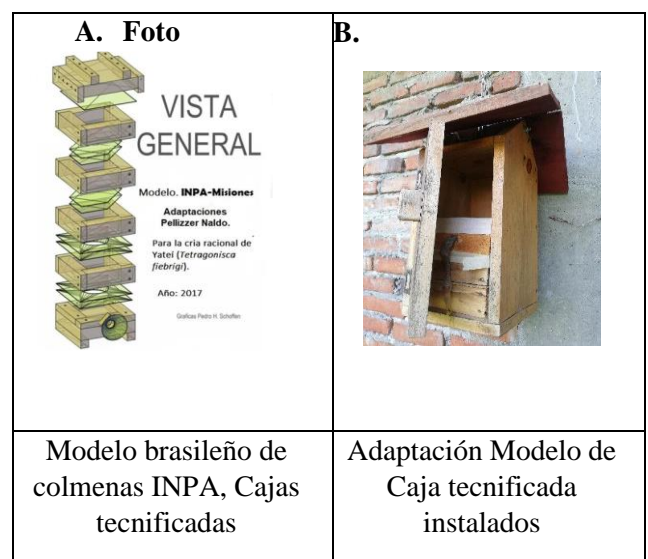 A. Foto
B.
VISTA
GENERAL
Modelo. INPA-Misiones
Adaptaciones
Pellizzer Naldo.
Para la cria racional de
Yatei (Tetragonisca
fiebrigi).
Año: 2017
Graficas Pedro H. Schoffen
Modelo brasileño de
colmenas INPA, Cajas
tecnificadas
Adaptación Modelo de
Caja tecnificada
instalados